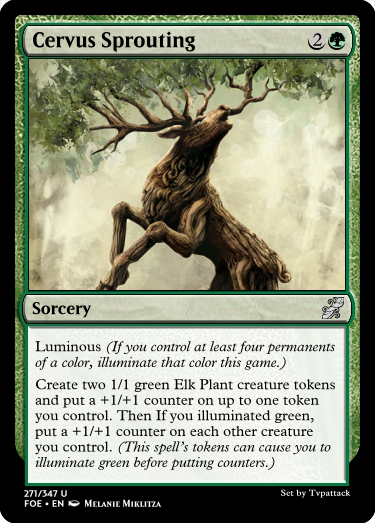 Cervus Sprouting 2
Sorcery
Luminous (If you control at least four permanents
of a color, illuminate that color this game.)
Create two 1/1 green Elk Plant creature tokens
and put a +1/+1 counter on up to one token
you control. Then If you illuminated green,
put a +1/+1 counter on each other creature
you control. (This spell's tokens can cause you to
illuminate green before putting counters.)
271/347 U
FOE • EN Melanie Miklitza
Set by Tvpattack